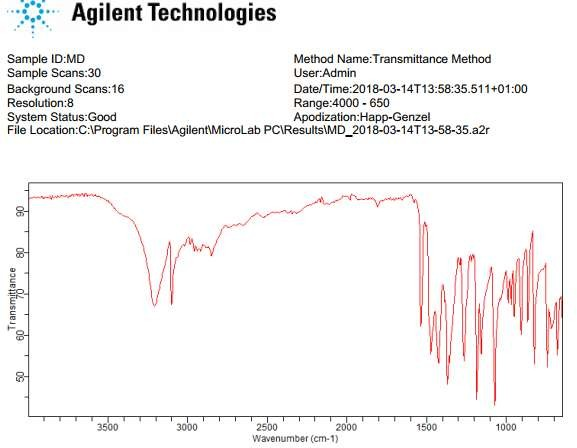 Agilent Technologies
Sample ID:MD Method Name:Transmittance Method
Sample Scans:30 User:Admin
Background Scans:16 Date/Time:2018-03-14T13:58:35.511+01:00
Resolution:8 Range:4000 - 650
System Status:Good Apodization:Happ-Genzel
File Location:C:\Program Files\Agilent\MicroLab PC\Results\MD_2018-03-14T13-58-35.a2r
90
80
70
60
50
Transmittance
3500 3000 2500 2000 1500 1000
Wavenumber (cm-1)